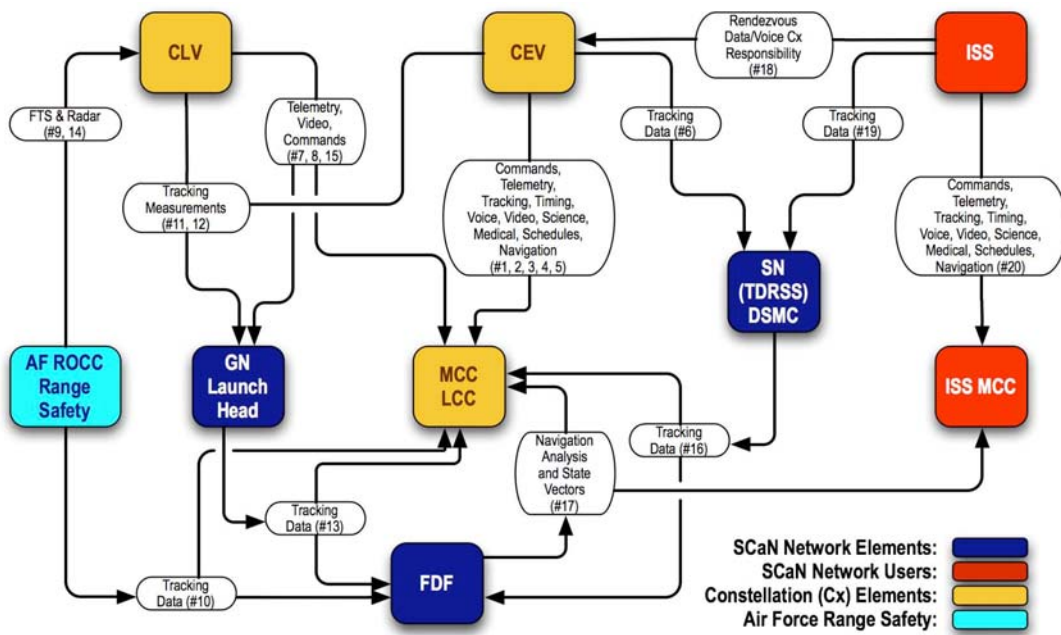 CLV
CEV
Rendezvous
Data/Voice Cx
Responsibility
(#18)
ISS
FTS & Radar
(#9, 14)
Telemetry,
Video,
Commands
(#7, 8, 15)
Tracking
Data (#6)
Tracking
Data (#19)
Tracking
Measurements
(#11, 12)
Commands,
Telemetry,
Tracking, Timing,
Voice, Video, Science,
Medical, Schedules,
Navigation
(#1, 2, 3, 4, 5)
Commands,
Telemetry,
Tracking, Timing,
Voice, Video, Science,
Medical, Schedules,
Navigation (#20)
SN
(TDRSS)
DSMC
AF ROCC
Range
Safety
GN
Launch
Head
MCC
LCC
ISS MCC
Navigation
Analysis
and State
Vectors
(#17)
Tracking
Data (#16)
Tracking
Data (#13)
Tracking
Data (#10)
FDF
SCaN Network Elements:
SCaN Network Users:
Constellation (Cx) Elements:
Air Force Range Safety: